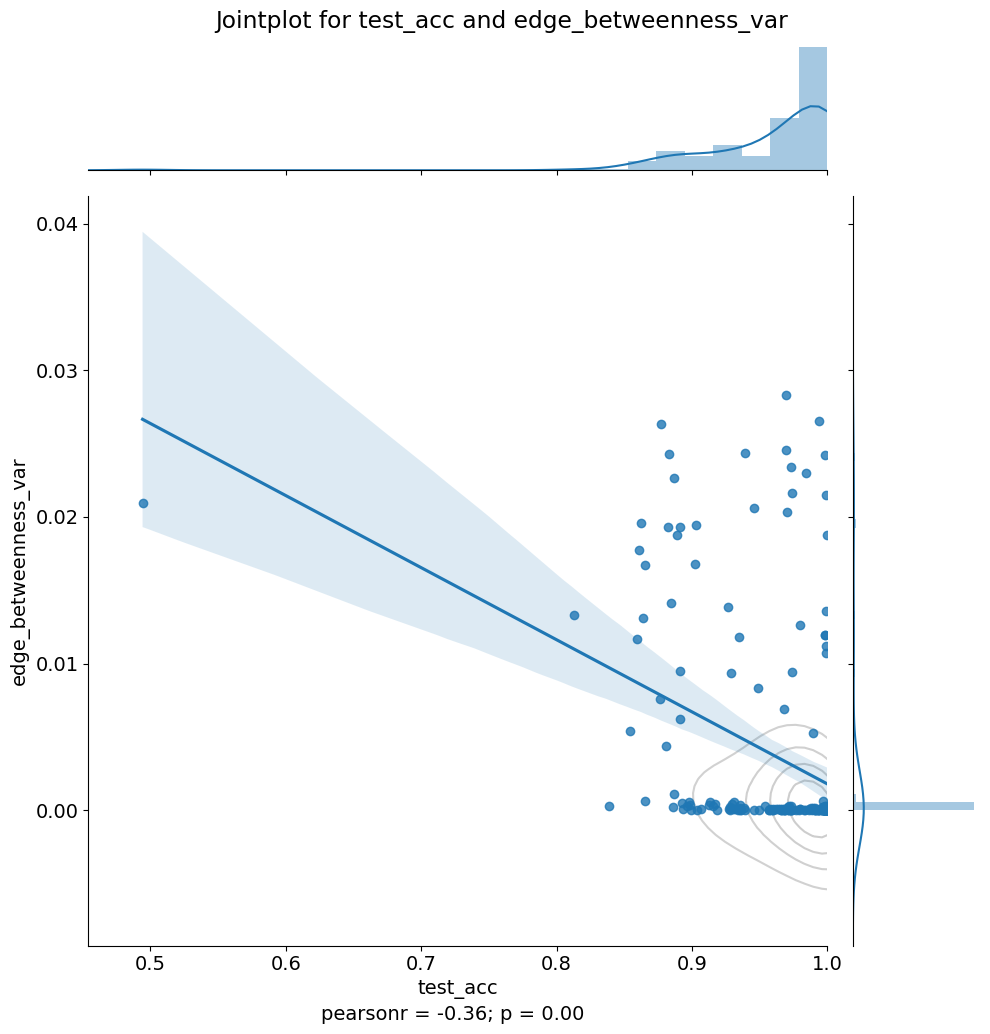 Jointplot for test_acc and edge_betweenness_var
0.04
0.03
0.02
0.01
0.00
edge_betweenness_var
0.5 0.6 0.7 0.8 0.9 1.0
test_acc
pearsonr = -0.36; p = 0.00